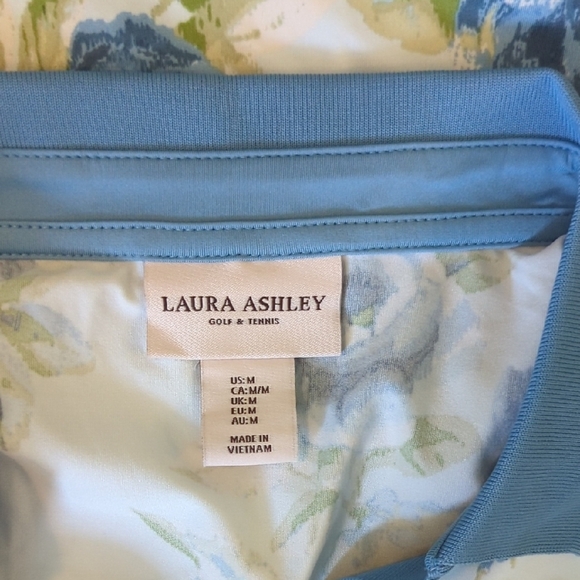 LAURA ASHLEY
GOLF & TENNIS
US:M
CA:M/M
UK:M
EU:M
AU:M
MADE IN
VIETNAM